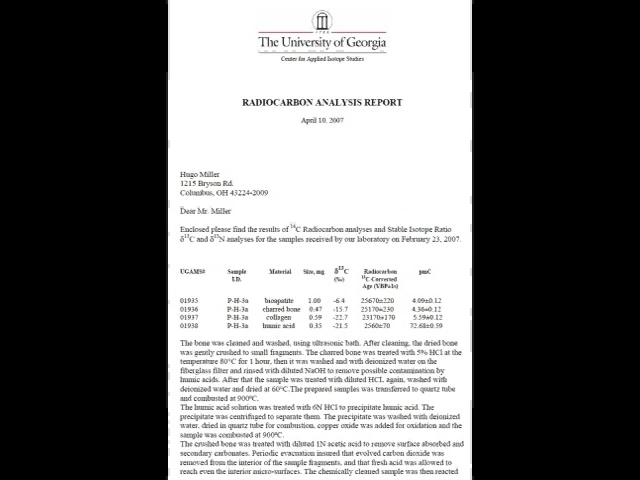 The University of Georgia
Center for Applied Isotope Studies
RADIOCARBON ANALYSIS REPORT
April 10, 2007
Hugo Miller
1215 Bryson Rd.
Columbus, OH 43224-2009
Dear Mr. Miller
Enclosed please find the results of 14C Radiocarbon analyses and Stable Isotope Ratio
δ13C and δ15N analyses for the samples received by our laboratory on February 23, 2007.
UGAMS# Sample I.D. Material Size, mg δ13C (‰) Radiocarbon 14C Corrected Age (YBP±1s) pmC
01935 P-H-3a bioapatite 1.00 -6.4 25670±220 4.09±0.12
01936 P-H-3a charred bone 0.47 -15.7 25170±230 4.36±0.12
01937 P-H-3a collagen 0.59 -22.7 23170±170 5.59±0.12
01938 P-H-3a humic acid 0.35 -21.5 2560±70 72.68±0.59
The bone was cleaned and washed, using ultrasonic bath. After cleaning, the dried bone
was gently crushed to small fragments. The charred bone was treated with 5% HCl at the
temperature 80°C for 1 hour, then it was washed and with deionized water on the
fiberglass filter and rinsed with diluted NaOH to remove possible contamination by
humic acids. After that the sample was treated with diluted HCL again, washed with
deionized water and dried at 60°C.The prepared samples was transferred to quartz tube
and combusted at 900°C.
The humic acid solution was treated with 6N HCl to precipitate humic acid. The
precipitate was centrifuged to separate them. The precipitate was washed with deionized
water, dried in quartz tube for combustion, copper oxide was added for oxidation and the
sample was combusted at 900°C.
The crushed bone was treated with diluted 1N acetic acid to remove surface absorbed and
secondary carbonates. Periodic evacuation insured that evolved carbon dioxide was
removed from the interior of the sample fragments, and that fresh acid was allowed to
reach even the interior micro-surfaces. The chemically cleaned sample was then reacted